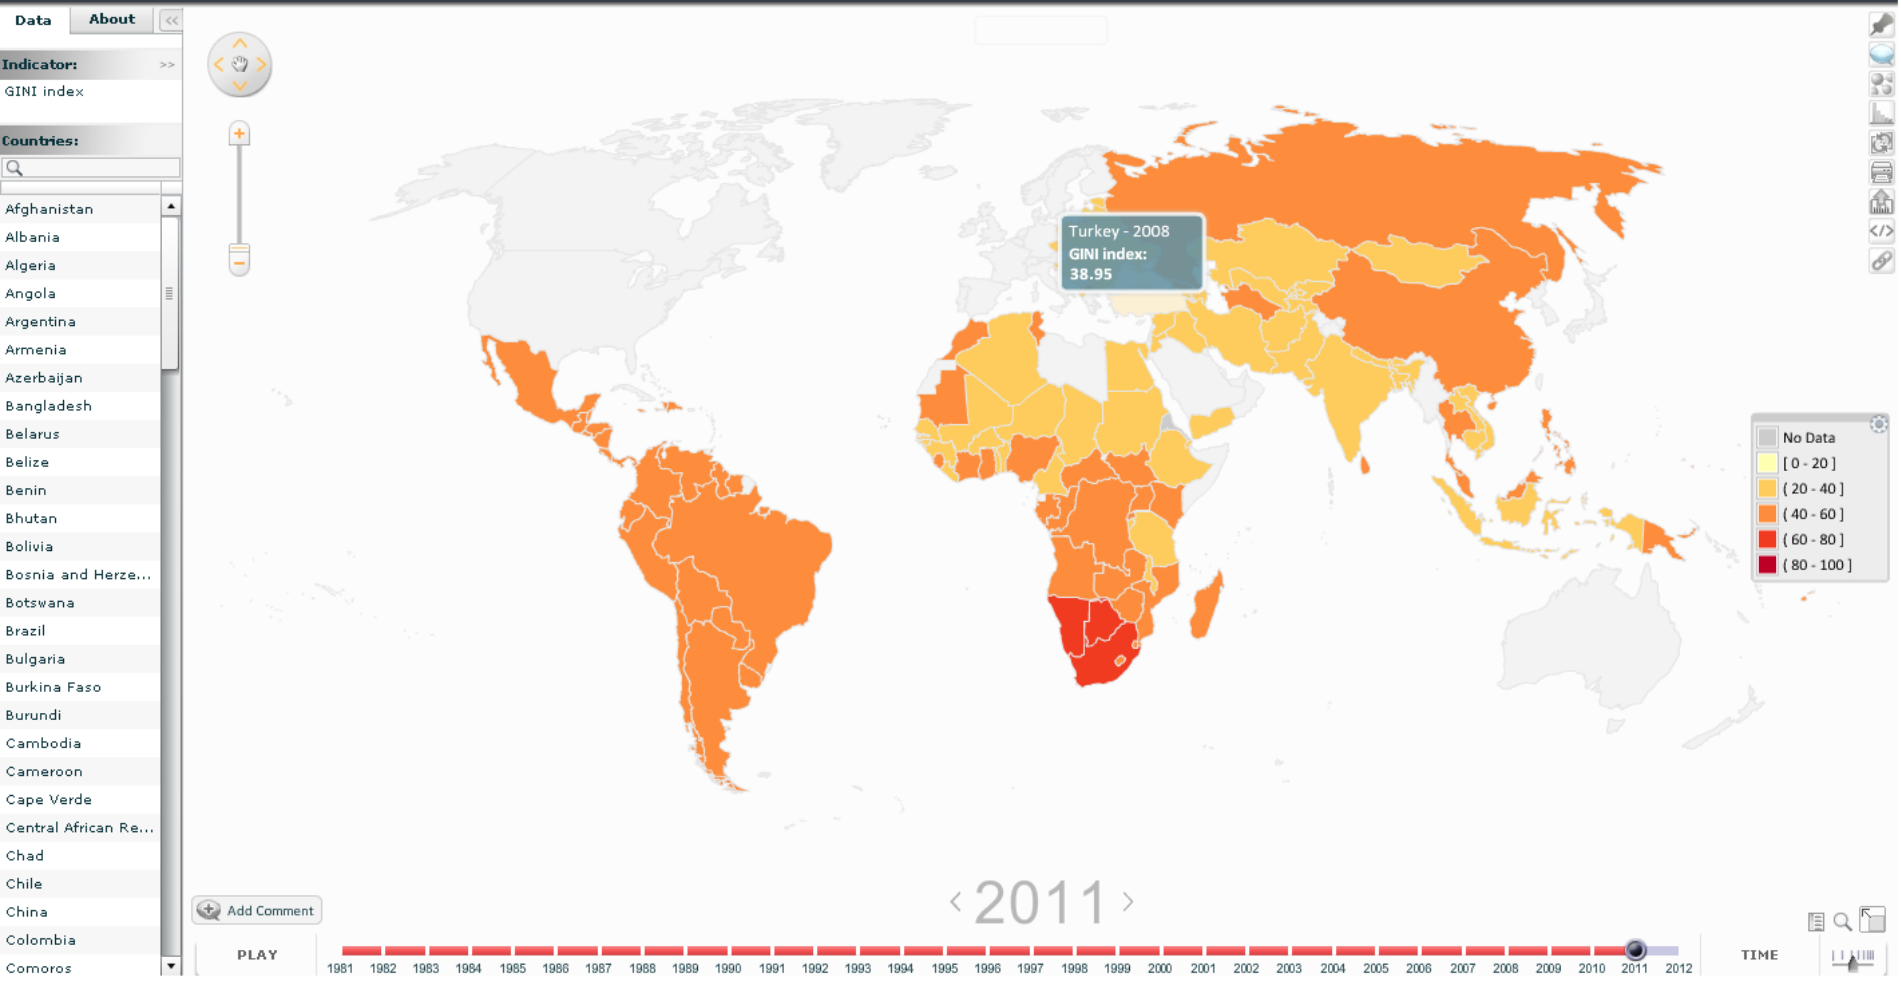 Data
About
<<
Indicator:
>>
GINI index
Countries:
Afghanistan
Albania
Algeria
Angola
Argentina
Armenia
Azerbaijan
Bangladesh
Belarus
Belize
Benin
Bhutan
Bolivia
Bosnia and Herze...
Botswana
Brazil
Bulgaria
Burkina Faso
Burundi
Cambodia
Cameroon
Cape Verde
Central African Re...
Chad
Chile
China
Colombia
Comoros
Turkey - 2008
GINI index:
38.95
</>
No Data
[ 0 - 20 ]
( 20 - 40 ]
( 40 - 60 ]
( 60 - 80 ]
( 80 - 100 ]
< 2011 >
Add Comment
PLAY
1981 1982 1983 1984 1985 1986 1987 1988 1989 1990 1991 1992 1993 1994 1995 1996 1997 1998 1999 2000 2001 2002 2003 2004 2005 2006 2007 2008 2009 2010 2011 2012
TIME